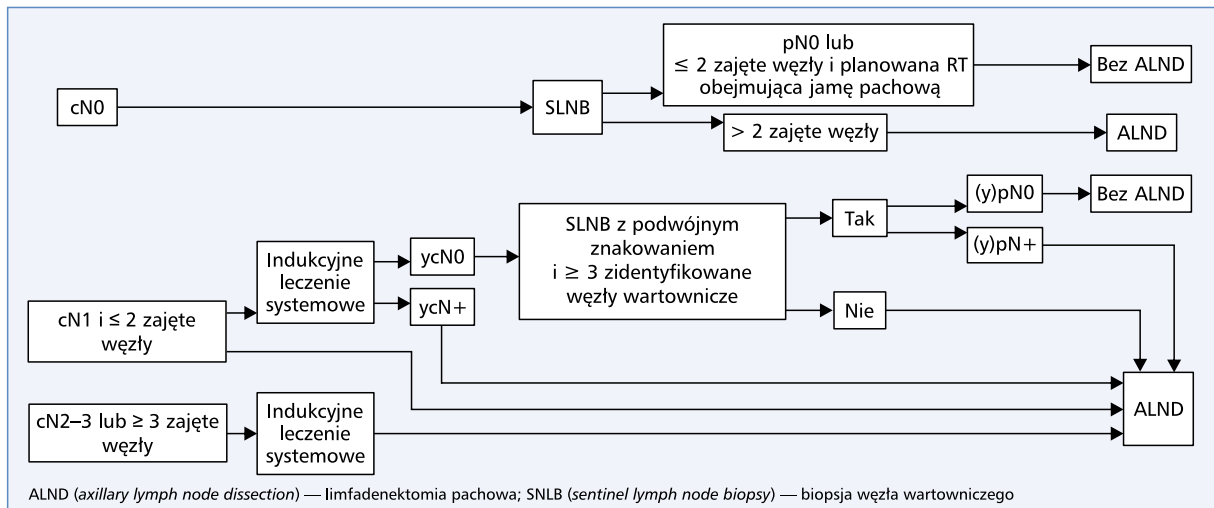 cN0
SLNB
pN0 lub
≤ 2 zajęte węzły i planowana RT
obejmująca jamę pachową
Bez ALND
> 2 zajęte węzły
ALND
cN1 i ≤ 2 zajęte
węzły
Indukcyjne
leczenie
systemowe
ycN0
ycN+
SLNB z podwójnym
znakowaniem
i ≥ 3 zidentyfikowane
węzły wartownicze
Tak
Nie
(y)pN0
(y)pN+
Bez ALND
cN2–3 lub ≥ 3 zajęte
węzły
Indukcyjne
leczenie
systemowe
ALND
ALND (axillary lymph node dissection) — limfadenektomia pachowa; SNLB (sentinel lymph node biopsy) — biopsja węzła wartowniczego